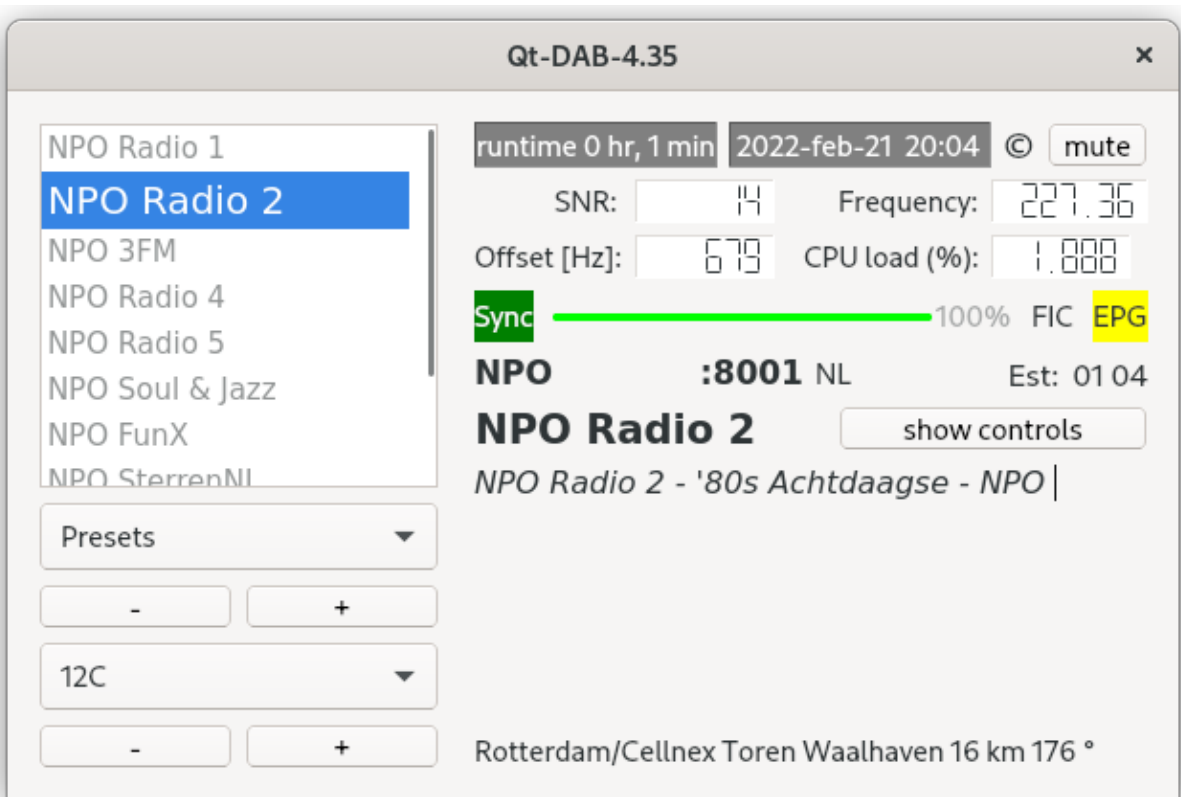 Qt-DAB-4.35 ×
NPO Radio 1
NPO Radio 2
NPO 3FM
NPO Radio 4
NPO Radio 5
NPO Soul & Jazz
NPO FunX
NPO SterrenNL
Presets
- +
12C
- +
runtime 0 hr, 1 min 2022-feb-21 20:04 © mute
SNR: 14 Frequency: 227.36
Offset [Hz]: 679 CPU load (%): 1.888
Sync 100% FIC EPG
NPO :8001 NL Est: 01 04
NPO Radio 2 show controls
NPO Radio 2 - '80s Achtdaagse - NPO
Rotterdam/Cellnex Toren Waalhaven 16 km 176 °